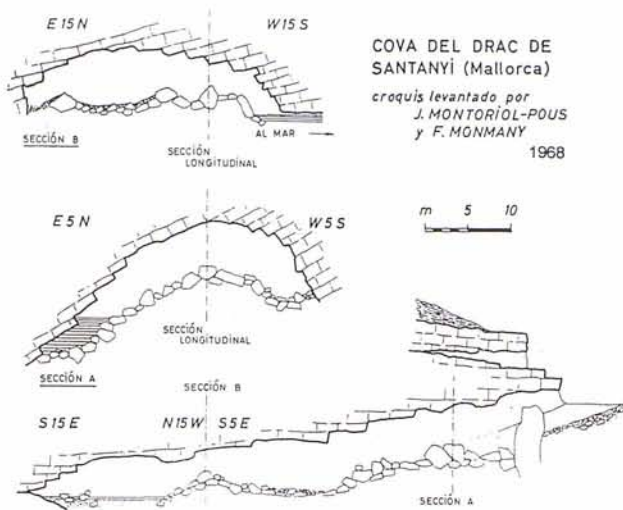 E 15 N
W 15 S
COVA DEL DRAC DE
SANTANYÍ (Mallorca)
croquis levantado por
J. MONTORIOL-POUS
y F. MONMANY
1968
SECCIÓN B
AL MAR
SECCIÓN
LONGITUDINAL
E 5 N
W 5 S
m 5 10
SECCIÓN
LONGITUDINAL
SECCIÓN A
SECCIÓN B
S 15 E
N 15 W
S 5 E
SECCIÓN A